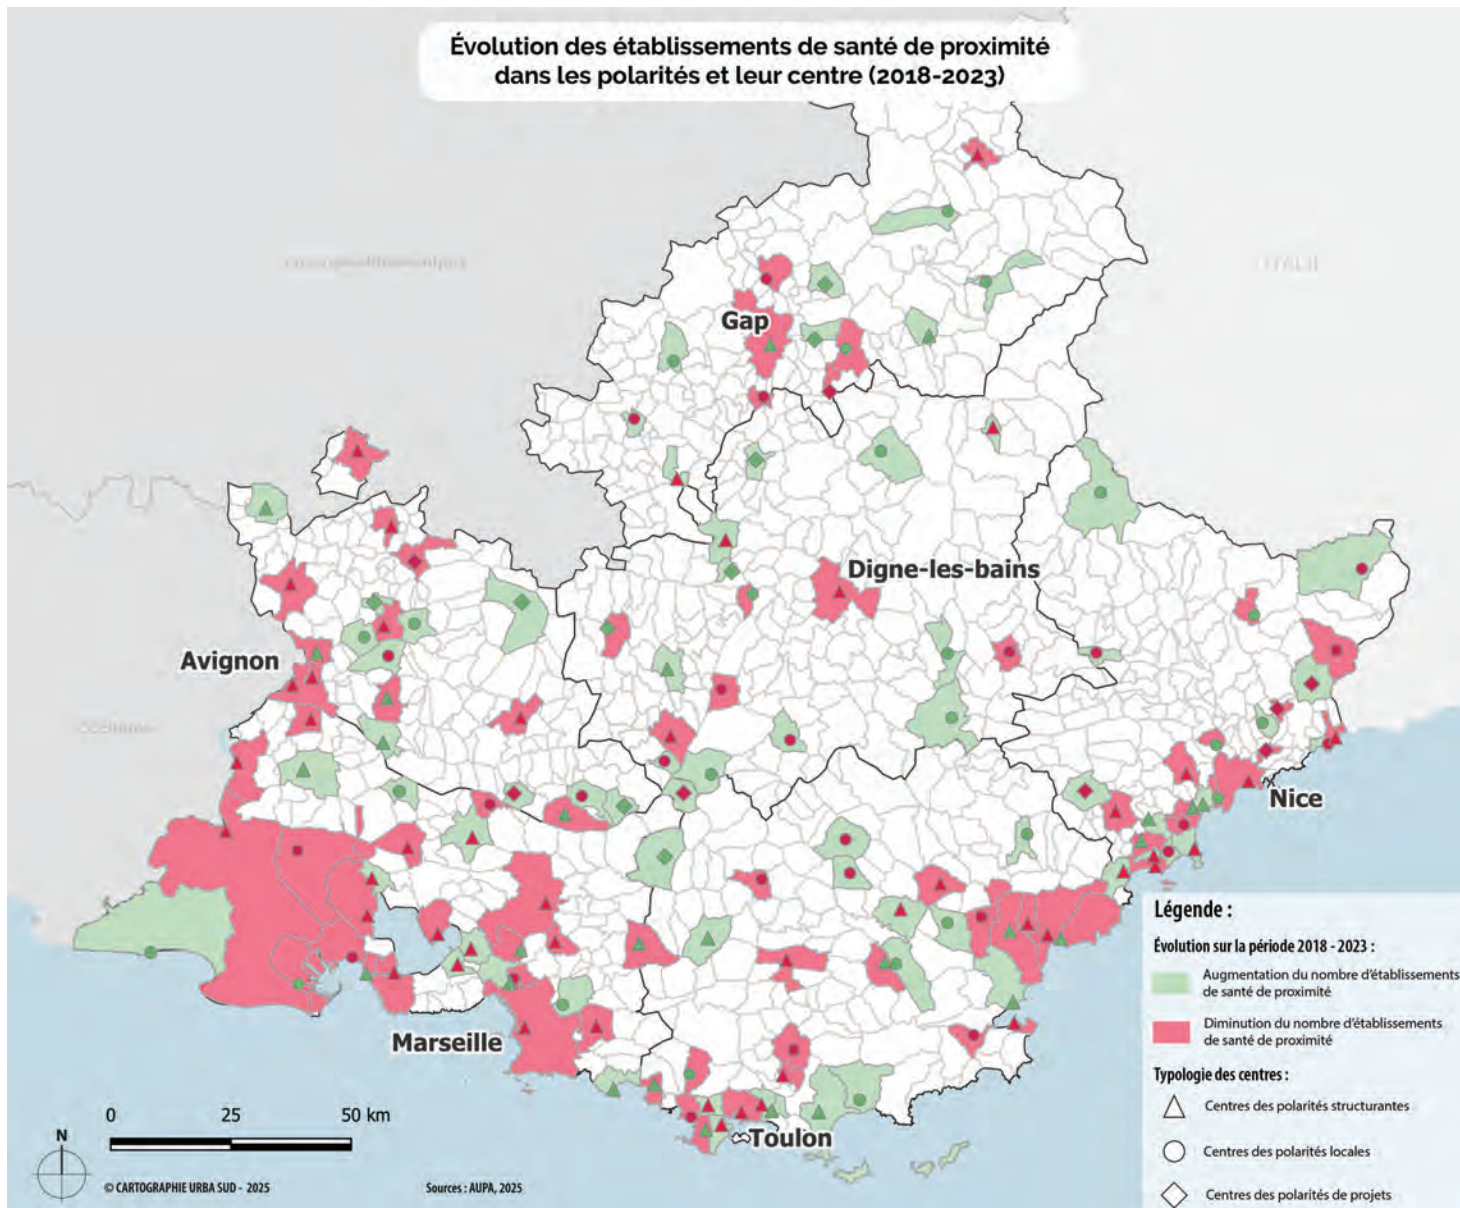 Évolution des établissements de santé de proximité
dans les polarités et leur centre (2018-2023)
Gap
Digne-les-bains
Avignon
Nice
Marseille
Toulon
0 25 50 km
N
© CARTOGRAPHIE URBA SUD - 2025
Sources : AUPA, 2025
Légende :
Évolution sur la période 2018 - 2023 :
Augmentation du nombre d'établissements
de santé de proximité
Diminution du nombre d'établissements
de santé de proximité
Typologie des centres :
Centres des polarités structurantes
Centres des polarités locales
Centres des polarités de projets